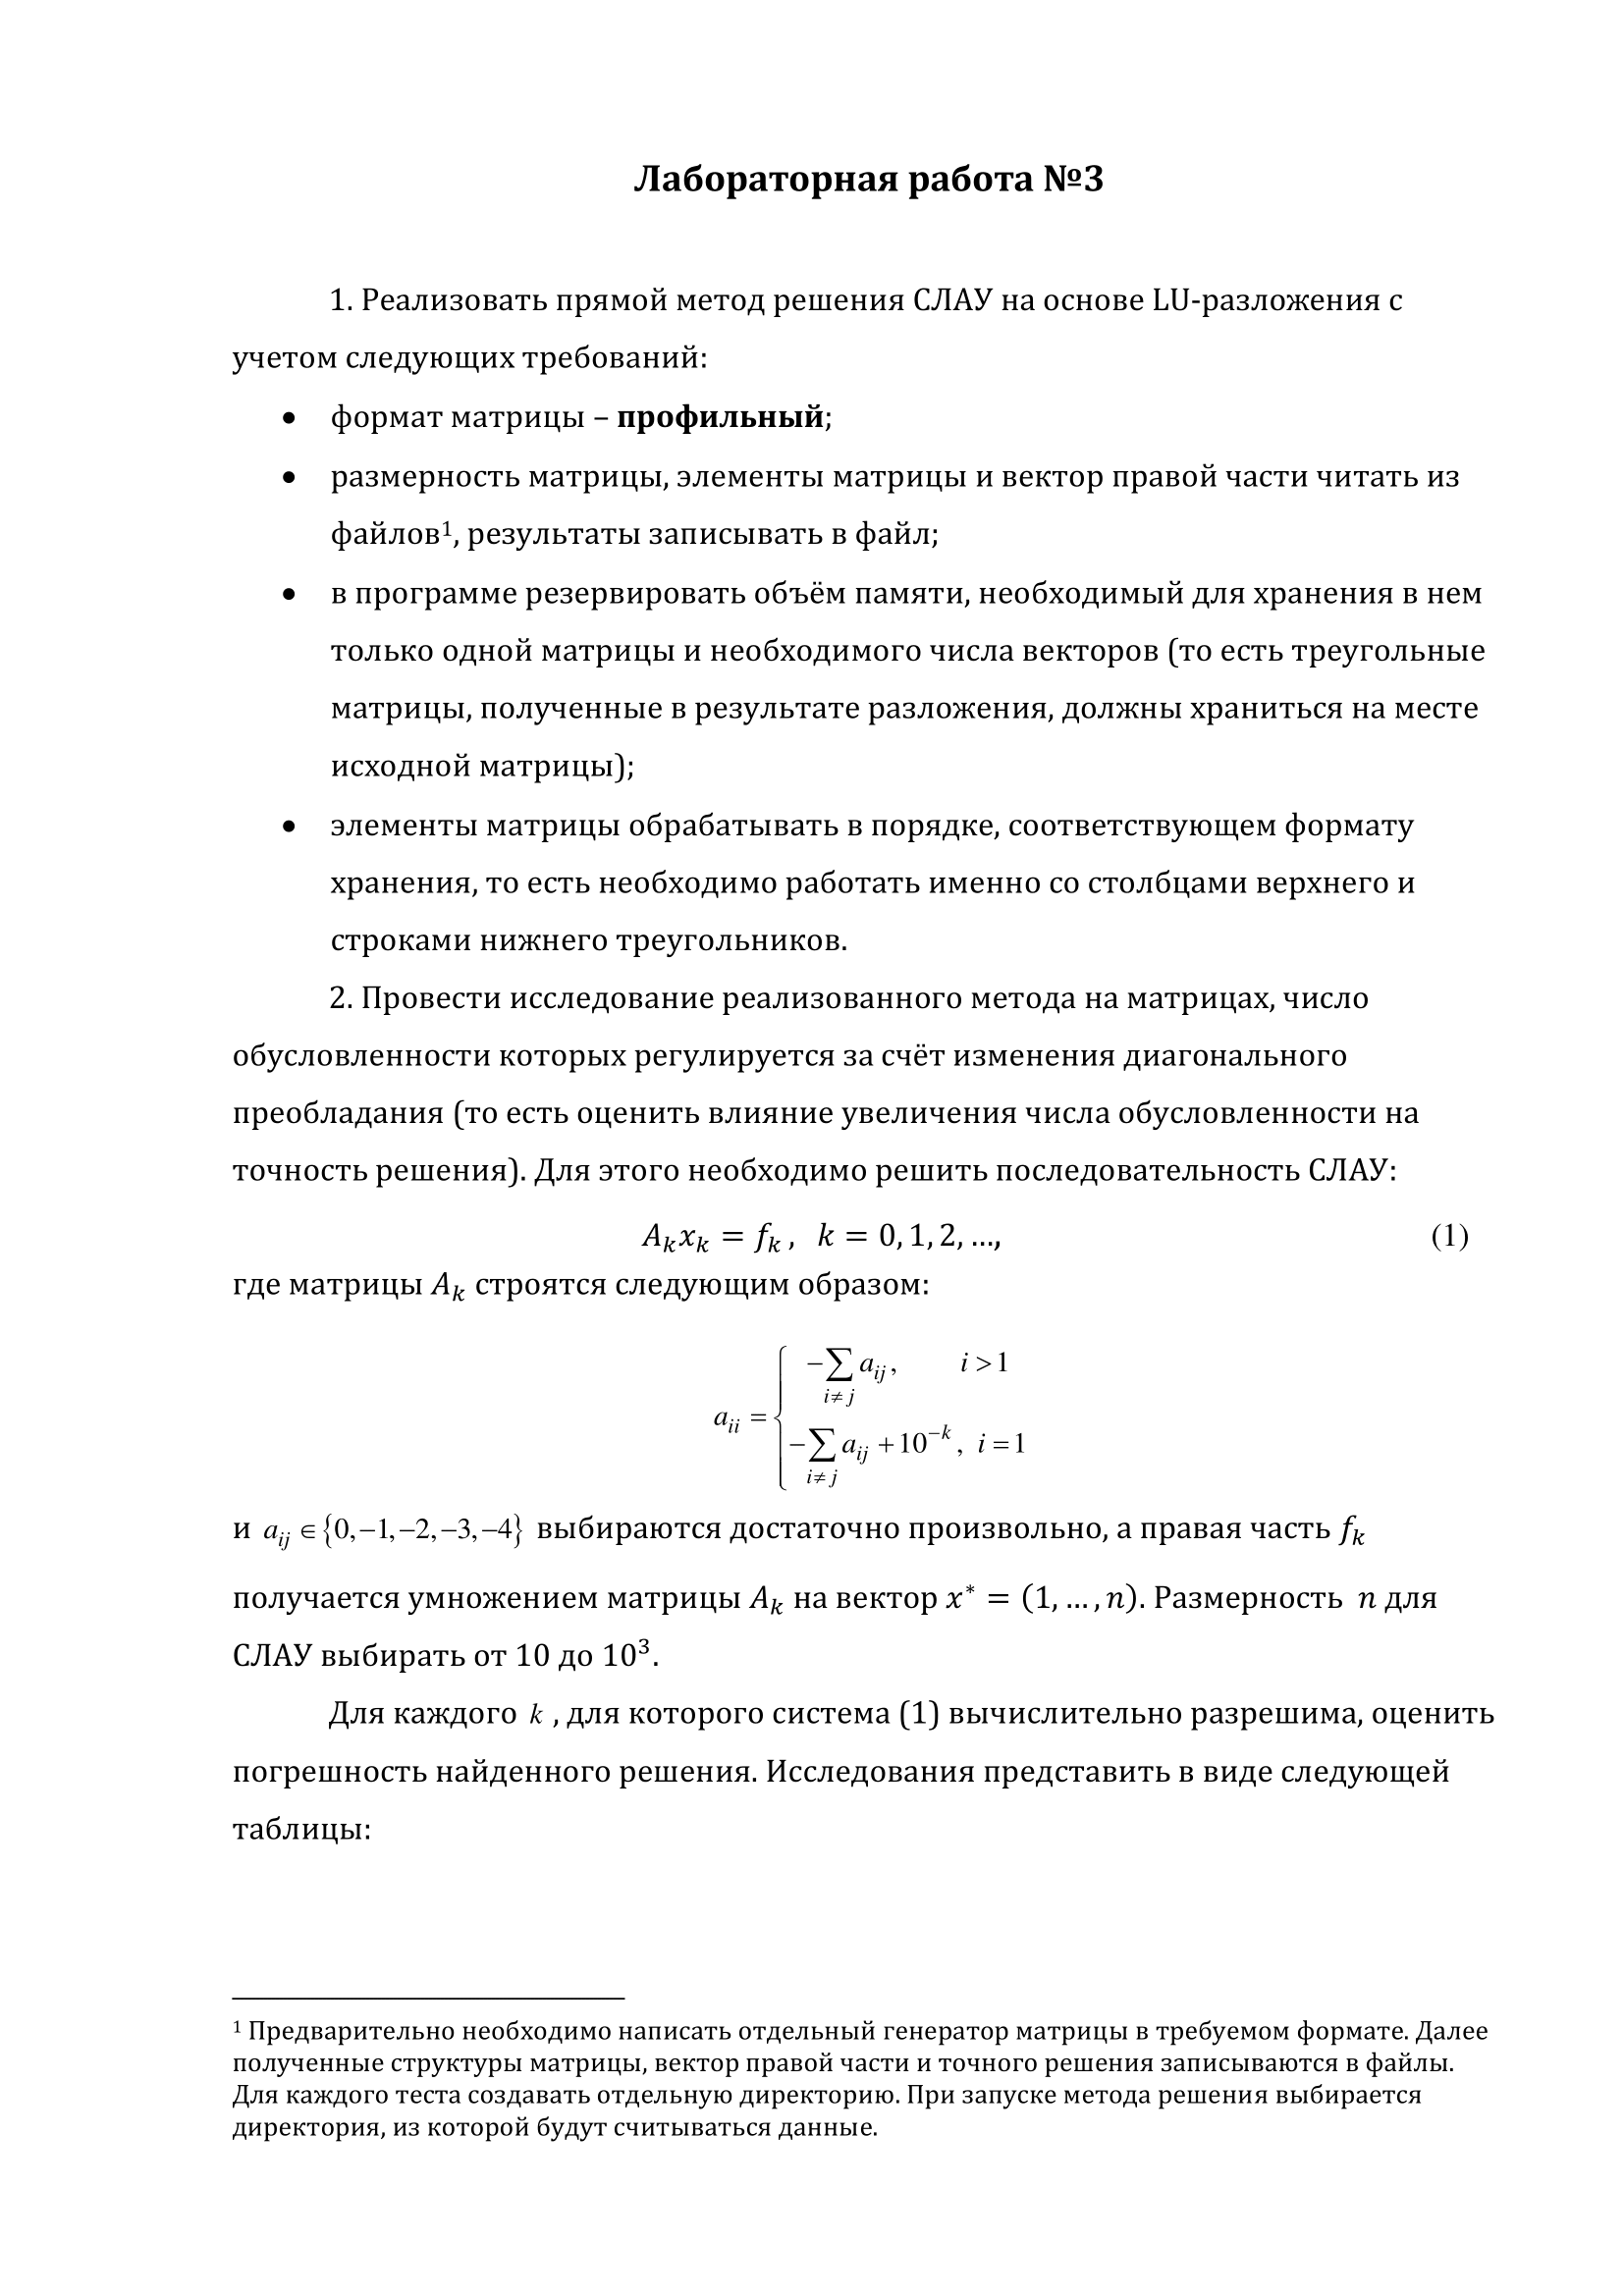 Лабораторная работа №3
1. Реализовать прямой метод решения СЛАУ на основе LU-разложения с
учетом следующих требований:
• формат матрицы – профильный;
• размерность матрицы, элементы матрицы и вектор правой части читать из
файлов¹, результаты записывать в файл;
• в программе резервировать объём памяти, необходимый для хранения в нем
только одной матрицы и необходимого числа векторов (то есть треугольные
матрицы, полученные в результате разложения, должны храниться на месте
исходной матрицы);
• элементы матрицы обрабатывать в порядке, соответствующем формату
хранения, то есть необходимо работать именно со столбцами верхнего и
строками нижнего треугольников.
2. Провести исследование реализованного метода на матрицах, число
обусловленности которых регулируется за счёт изменения диагонального
преобладания (то есть оценить влияние увеличения числа обусловленности на
точность решения). Для этого необходимо решить последовательность СЛАУ:
$A_k x_k = f_k, \; k = 0, 1, 2, \ldots,$ (1)
где матрицы $A_k$ строятся следующим образом:
$a_{ii} = \begin{cases} -\sum_{i \neq j} a_{ij}, & i > 1 \\ -\sum_{i \neq j} a_{ij} + 10^{-k}, & i = 1 \end{cases}$
и $a_{ij} \in \{0, -1, -2, -3, -4\}$ выбираются достаточно произвольно, а правая часть $f_k$
получается умножением матрицы $A_k$ на вектор $x^* = (1, \ldots, n)$. Размерность $n$ для
СЛАУ выбирать от 10 до $10^3$.
Для каждого $k$, для которого система (1) вычислительно разрешима, оценить
погрешность найденного решения. Исследования представить в виде следующей
таблицы:
¹ Предварительно необходимо написать отдельный генератор матрицы в требуемом формате. Далее
полученные структуры матрицы, вектор правой части и точного решения записываются в файлы.
Для каждого теста создавать отдельную директорию. При запуске метода решения выбирается
директория, из которой будут считываться данные.